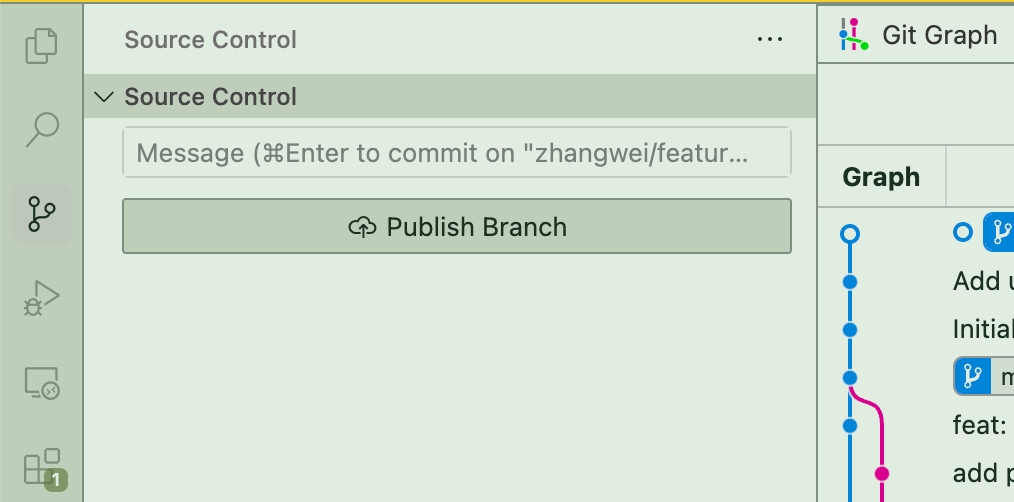 Source Control
Source Control
Message (⌘Enter to commit on "zhangwei/featur...
Publish Branch
1
Git Graph
Graph
Add
Initial
feat:
add